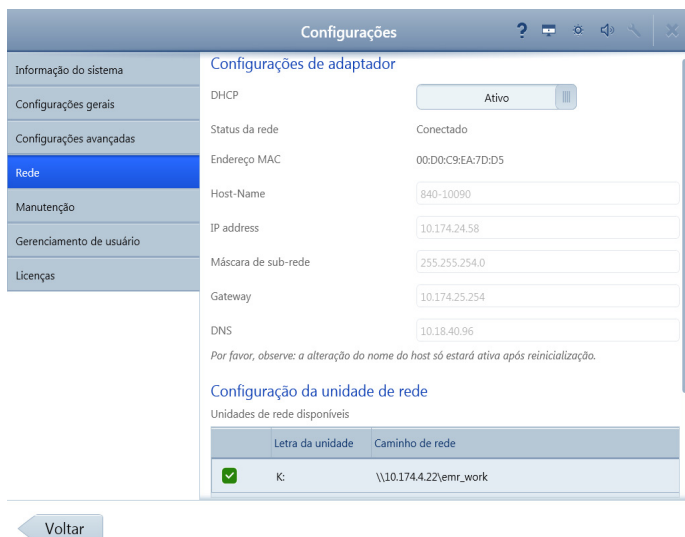 Configurações
?
Informação do sistema
Configurações gerais
Configurações avançadas
Rede
Manutenção
Gerenciamento de usuário
Licenças
Configurações de adaptador
DHCP Ativo
Status da rede Conectado
Endereço MAC 00:D0:C9:EA:7D:D5
Host-Name 840-10090
IP address 10.174.24.58
Máscara de sub-rede 255.255.254.0
Gateway 10.174.25.254
DNS 10.18.40.96
Por favor, observe: a alteração do nome do host só estará ativa após reinicialização.
Configuração da unidade de rede
Unidades de rede disponíveis
Letra da unidade Caminho de rede
K: \\10.174.4.22\emr_work
Voltar